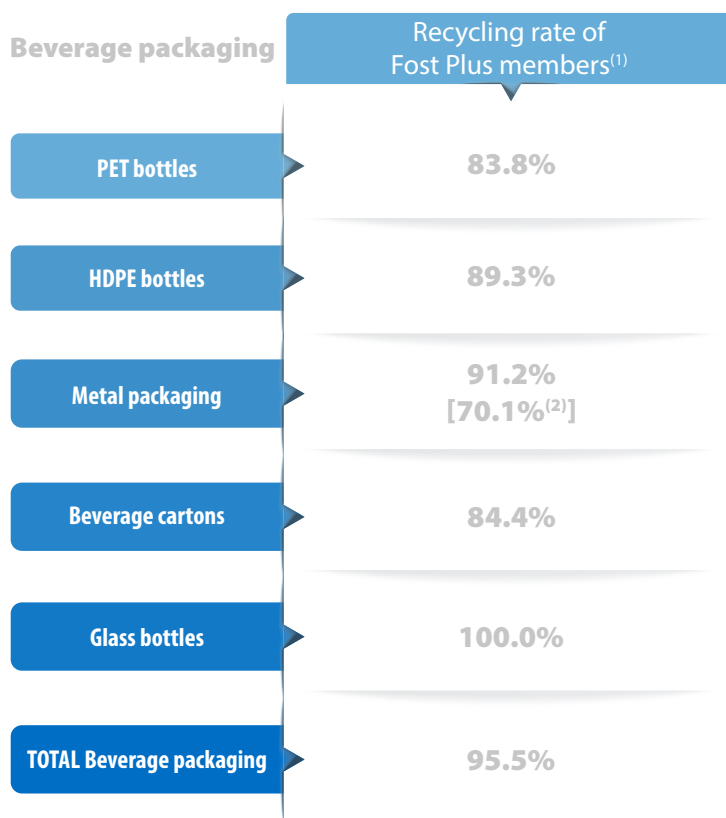 Beverage packaging
Recycling rate of
Fost Plus members(1)
PET bottles
83.8%
HDPE bottles
89.3%
Metal packaging
91.2%
[70.1%(2)]
Beverage cartons
84.4%
Glass bottles
100.0%
TOTAL Beverage packaging
95.5%